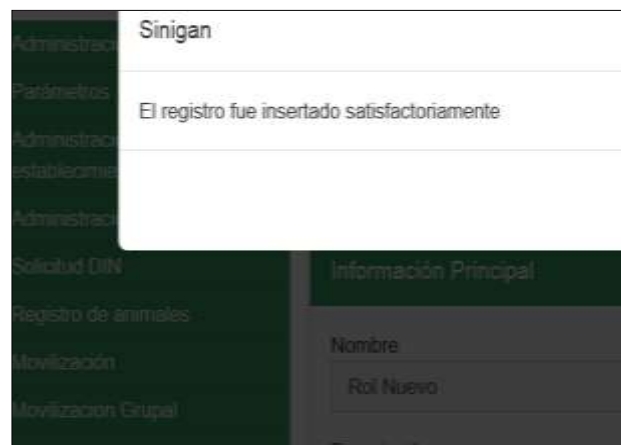 Sinigan
El registro fue insertado satisfactoriamente
Parámetros
Solicitud DIN
Registro de animales
Movilización
Movilizacion Grupal
Información Principal
Nombre
Rol Nuevo